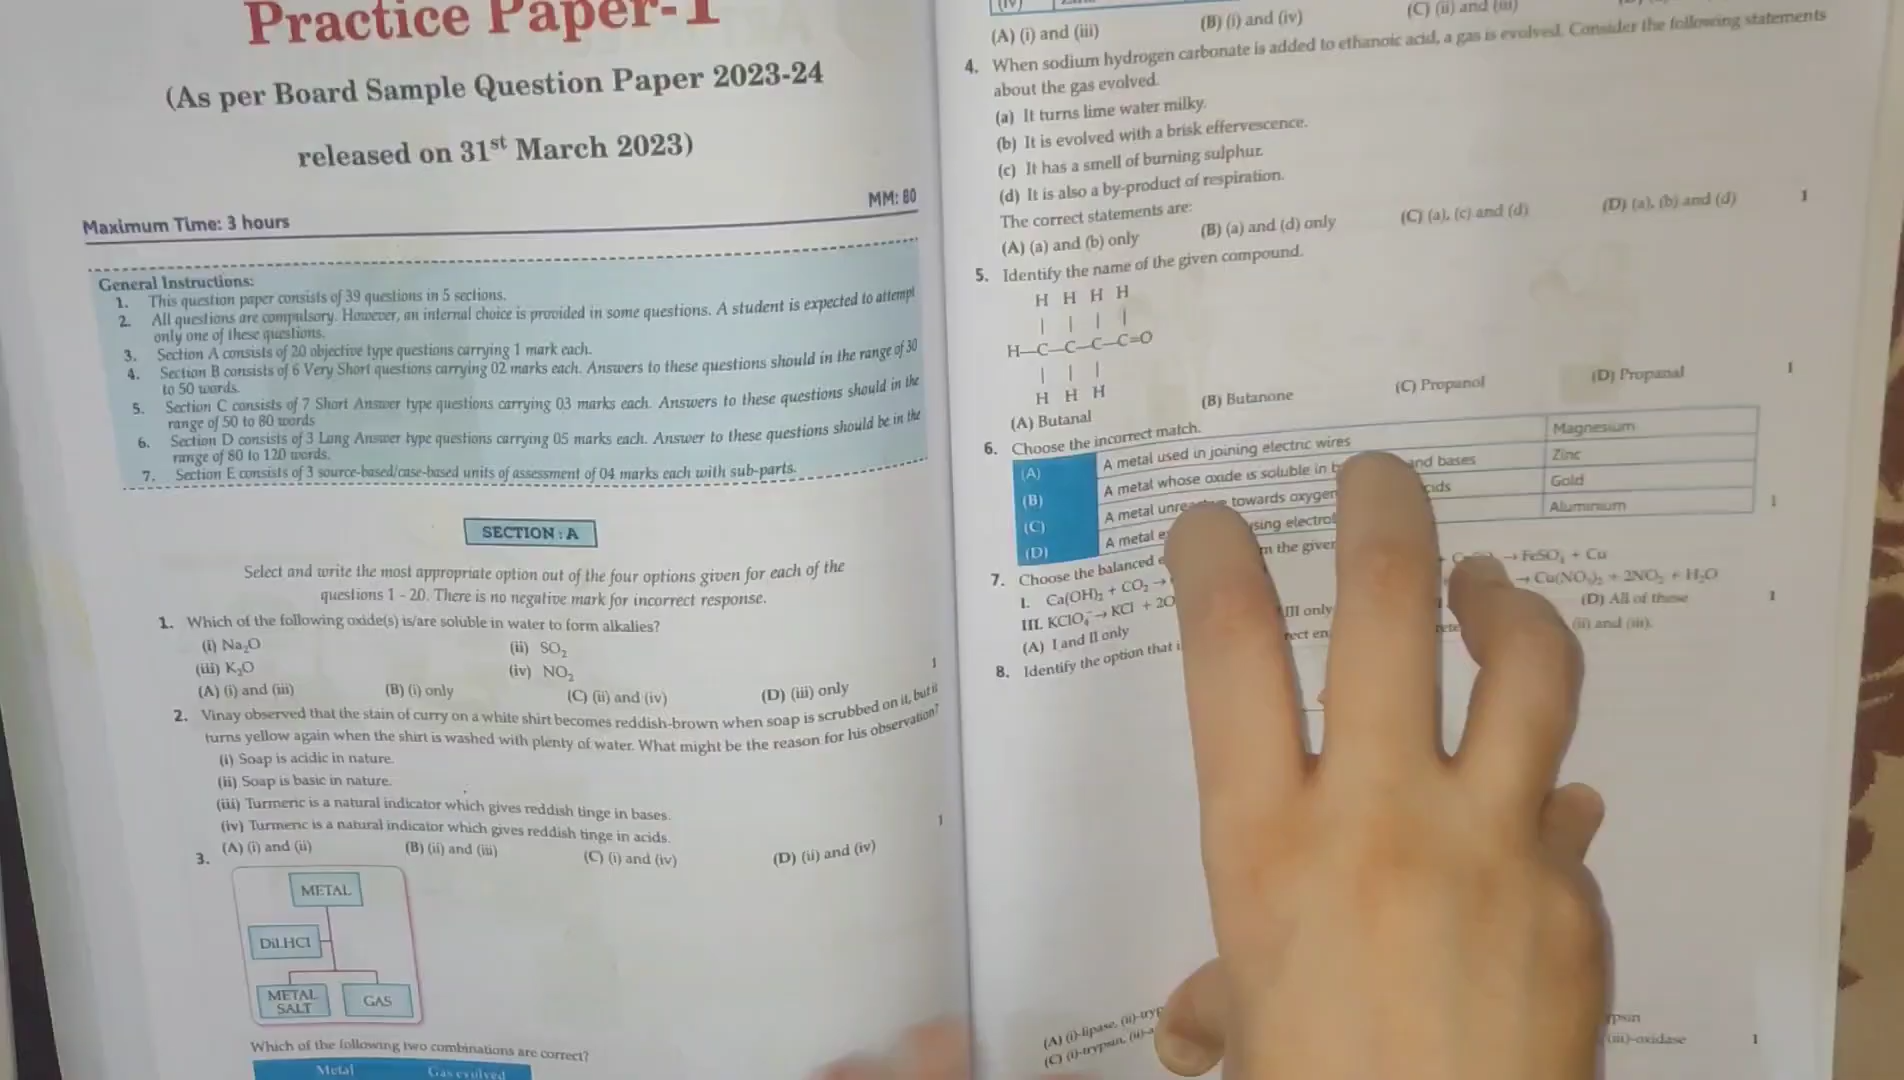 Practice Paper-1
(As per Board Sample Question Paper 2023-24
released on 31st March 2023)
Maximum Time: 3 hours
MM: 80
General Instructions:
1. This question paper consists of 39 questions in 5 sections.
2. All questions are compulsory. However, an internal choice is provided in some questions. A student is expected to attempt
only one of these questions.
3. Section A consists of 20 objective type questions carrying 1 mark each.
4. Section B consists of 6 Very Short questions carrying 02 marks each. Answers to these questions should in the range of 30
to 50 words.
5. Section C consists of 7 Short Answer type questions carrying 03 marks each. Answers to these questions should in the
range of 50 to 80 words
6. Section D consists of 3 Long Answer type questions carrying 05 marks each. Answer to these questions should be in the
range of 80 to 120 words.
7. Section E consists of 3 source-based/case-based units of assessment of 04 marks each with sub-parts.
SECTION : A
Select and write the most appropriate option out of the four options given for each of the
questions 1 - 20. There is no negative mark for incorrect response.
1. Which of the following oxide(s) is/are soluble in water to form alkalies?
(i) Na₂O (ii) SO₂
(iii) K₂O (iv) NO₂
(A) (i) and (iii) (B) (i) only (C) (ii) and (iv) (D) (iii) only 1
2. Vinay observed that the stain of curry on a white shirt becomes reddish-brown when soap is scrubbed on it, but it
turns yellow again when the shirt is washed with plenty of water. What might be the reason for his observation?
(i) Soap is acidic in nature.
(ii) Soap is basic in nature.
(iii) Turmeric is a natural indicator which gives reddish tinge in bases.
(iv) Turmeric is a natural indicator which gives reddish tinge in acids.
(A) (i) and (ii) (B) (ii) and (iii) (C) (i) and (iv) (D) (ii) and (iv) 1
3.
METAL
Dil.HCl
METAL
SALT
GAS
Which of the following two combinations are correct?
Metal Gas evolved
(iv)
(A) (i) and (iii) (B) (i) and (iv) (C) (ii) and (iii)
4. When sodium hydrogen carbonate is added to ethanoic acid, a gas is evolved. Consider the following statements
about the gas evolved.
(a) It turns lime water milky.
(b) It is evolved with a brisk effervescence.
(c) It has a smell of burning sulphur.
(d) It is also a by-product of respiration.
The correct statements are:
(A) (a) and (b) only (B) (a) and (d) only (C) (a), (c) and (d) (D) (a), (b) and (d) 1
5. Identify the name of the given compound.
H H H H
| | | |
H—C—C—C—C=O
| | |
H H H
(A) Butanal (B) Butanone (C) Propanol (D) Propanal 1
6. Choose the incorrect match.
(A) A metal used in joining electric wires Magnesium
(B) A metal whose oxide is soluble in and bases Zinc
(C) A metal towards oxygen Gold
(D) A metal Aluminium 1
7. Choose the balanced the
I. Ca(OH)₂ + CO₂ → → FeSO₄ + Cu
III. KClO₄ → KCl + → Cu(NO₃)₂ + 2NO₂ + H₂O
(A) I and II only III only (D) All of these 1
8. Identify the option that (ii) and (iii).
(A) (i)-lipase,
(C) (i)-trypsin, (iii)-oxidase 1